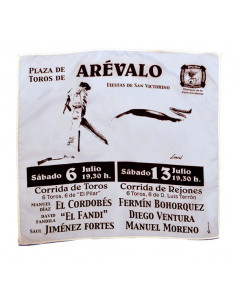 PLAZA DE
TOROS DE
ARÉVALO
FIESTAS DE SAN VICTORINO
Sábado 6 Julio
19,30 h.
Corrida de Toros
6 Toros, 6 de "El Pilar"
MANUEL
DÍAZ
EL CORDOBÉS
DAVID
FANDILA
"EL FANDI"
SAÚL JIMÉNEZ FORTES
Sábado 13 Julio
19,30 h.
Corrida de Rejones
6 Toros, 6 de D. Luis Terrón
FERMÍN BOHORQUEZ
DIEGO VENTURA
MANUEL MORENO